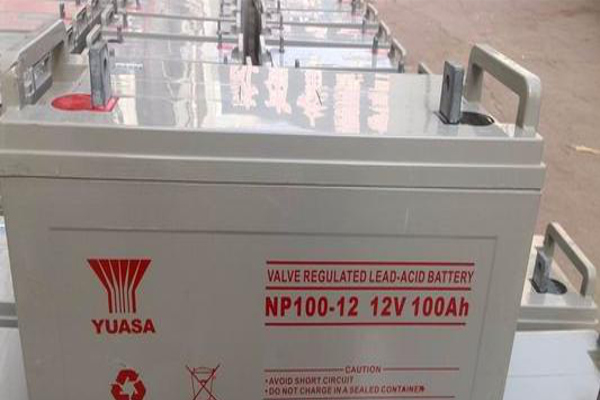 YUASA
VALVE REGULATED LEAD-ACID BATTERY
NP100-12 12V 100Ah
CAUTION
• AVOID SHORT CIRCUIT
• DO NOT CHARGE IN A SEALED CONTAINER